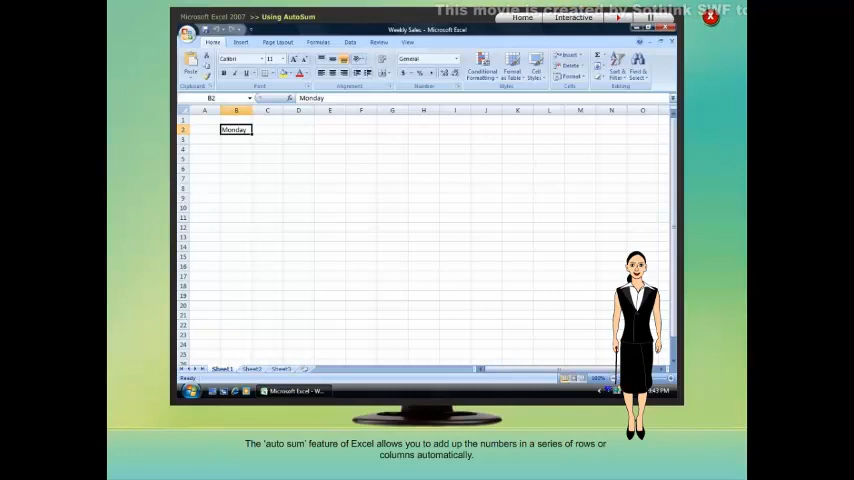 This movie is created by Sothink SWF to
Microsoft Excel 2007 >> Using AutoSum
Home Interactive
Weekly Sales - Microsoft Excel
Home Insert Page Layout Formulas Data Review View
Calibri 11 General
Insert
Delete
Format
Paste
Conditional Formatting
Format as Table
Cell Styles
Sort & Filter
Find & Select
Clipboard Font Alignment Number Styles Cells Editing
B2 Monday
A B C D E F G H I J K L M N O
1
2 Monday
3
4
5
6
7
8
9
10
11
12
13
14
15
16
17
18
19
20
21
22
23
24
25
Sheet1 Sheet2 Sheet3
Ready 100%
Microsoft Excel - W...
The 'auto sum' feature of Excel allows you to add up the numbers in a series of rows or
columns automatically.